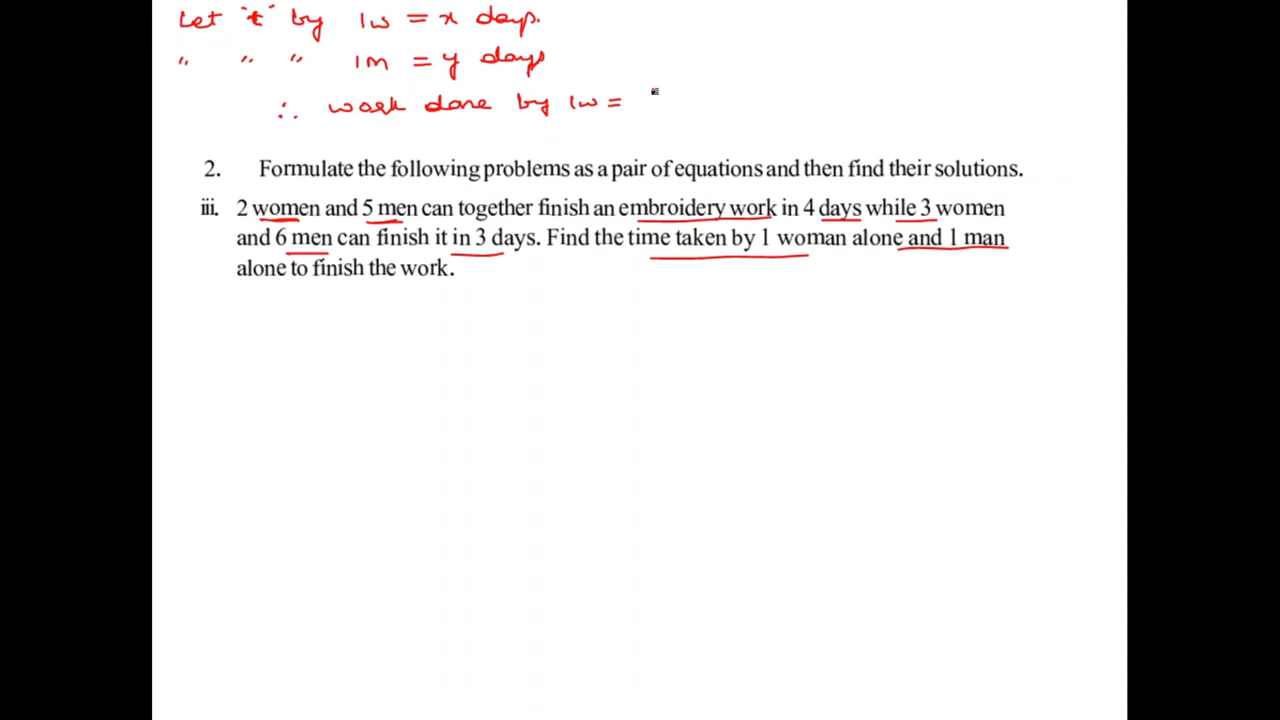 Let "t" by 1w = x days.
" " " 1m = y days
∴ work done by 1w =
2. Formulate the following problems as a pair of equations and then find their solutions.
iii. 2 women and 5 men can together finish an embroidery work in 4 days while 3 women
and 6 men can finish it in 3 days. Find the time taken by 1 woman alone and 1 man
alone to finish the work.